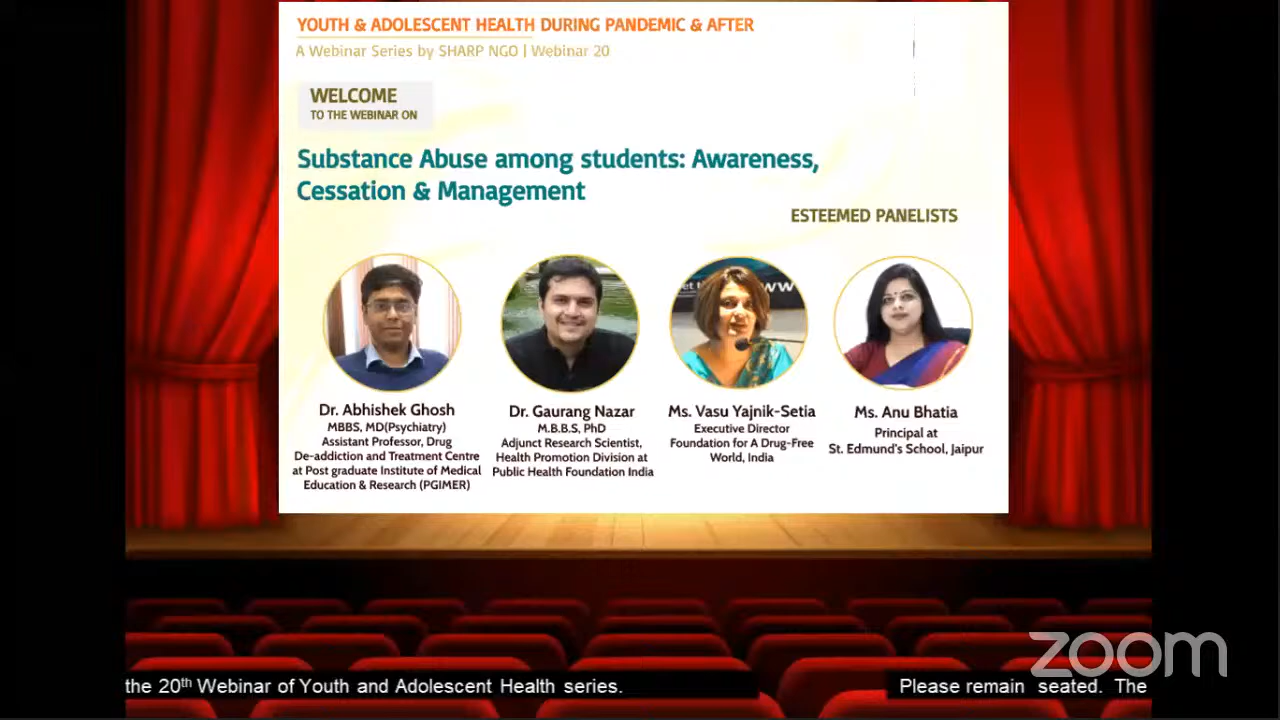 YOUTH & ADOLESCENT HEALTH DURING PANDEMIC & AFTER
A Webinar Series by SHARP NGO | Webinar 20
WELCOME
TO THE WEBINAR ON
Substance Abuse among students: Awareness,
Cessation & Management
ESTEEMED PANELISTS
Dr. Abhishek Ghosh
MBBS, MD(Psychiatry)
Assistant Professor, Drug
De-addiction and Treatment Centre
at Post graduate Institute of Medical
Education & Research (PGIMER)
Dr. Gaurang Nazar
M.B.B.S, PhD
Adjunct Research Scientist,
Health Promotion Division at
Public Health Foundation India
Ms. Vasu Yajnik-Setia
Executive Director
Foundation for A Drug-Free
World, India
Ms. Anu Bhatia
Principal at
St. Edmund's School, Jaipur
zoom
the 20th Webinar of Youth and Adolescent Health series. Please remain seated. The